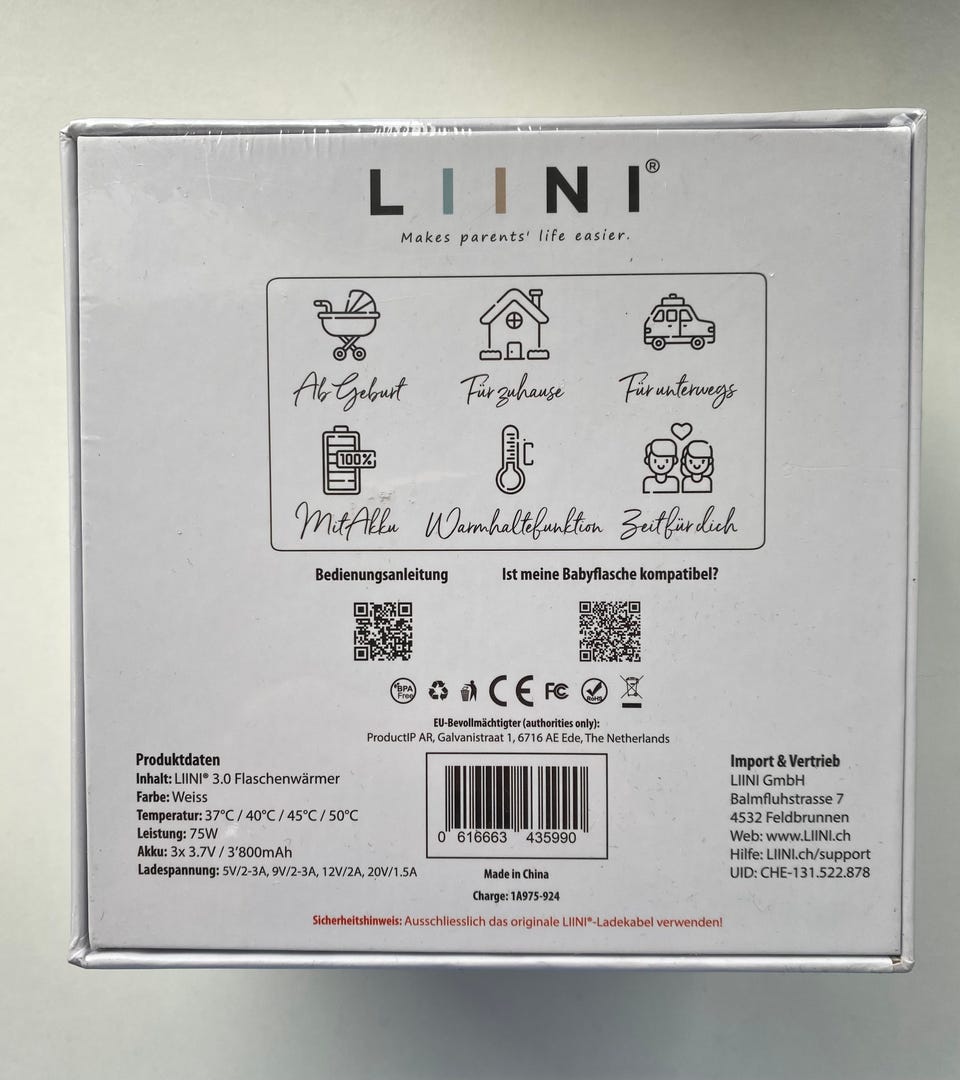 LIINI®
Makes parents' life easier.
Ab Geburt
Für zuhause
Für unterwegs
100%
°C
Mit Akku
Warmhaltefunktion
Zeit für dich
Bedienungsanleitung
Ist meine Babyflasche kompatibel?
BPA
Free
CE
FC
RoHS
EU-Bevollmächtigter (authorities only):
ProductIP AR, Galvanistraat 1, 6716 AE Ede, The Netherlands
Produktdaten
Inhalt: LIINI® 3.0 Flaschenwärmer
Farbe: Weiss
Temperatur: 37°C / 40°C / 45°C / 50°C
Leistung: 75W
Akku: 3x 3.7V / 3'800mAh
Ladespannung: 5V/2-3A, 9V/2-3A, 12V/2A, 20V/1.5A
0 616663 435990
Made in China
Charge: 1A975-924
Import & Vertrieb
LIINI GmbH
Balmfluhstrasse 7
4532 Feldbrunnen
Web: www.LIINI.ch
Hilfe: LIINI.ch/support
UID: CHE-131.522.878
Sicherheitshinweis: Ausschliesslich das originale LIINI®-Ladekabel verwenden!